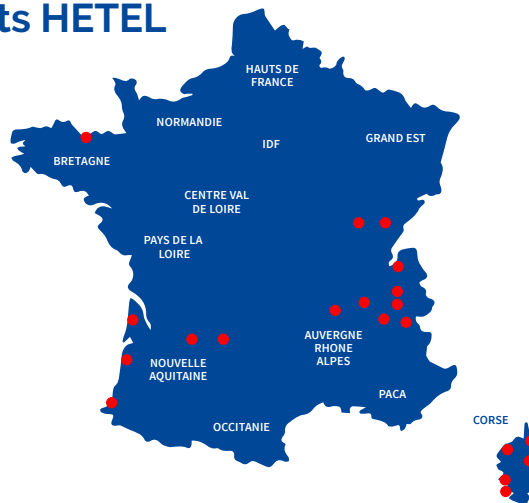 ts HETEL
HAUTS DE
FRANCE
NORMANDIE
IDF
GRAND EST
BRETAGNE
CENTRE VAL
DE LOIRE
PAYS DE LA
LOIRE
AUVERGNE
RHONE
ALPES
NOUVELLE
AQUITAINE
PACA
CORSE
OCCITANIE